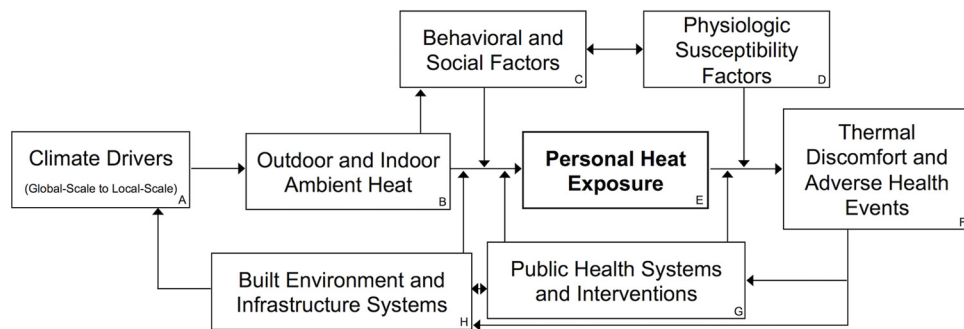 Behavioral and
Social Factors
C
Physiologic
Susceptibility
Factors
D
Climate Drivers
(Global-Scale to Local-Scale)
A
Outdoor and Indoor
Ambient Heat
B
Personal Heat
Exposure
E
Thermal
Discomfort and
Adverse Health
Events
F
Built Environment and
Infrastructure Systems
H
Public Health Systems
and Interventions
G